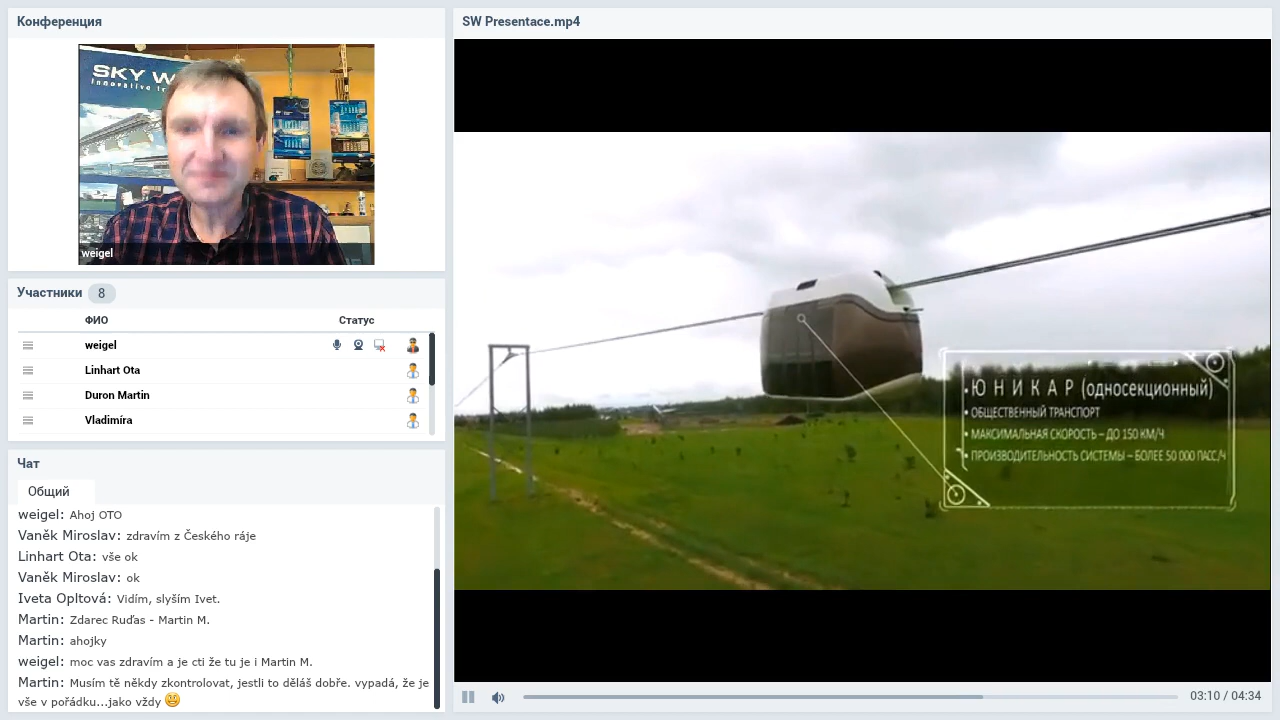 Конференция
SKY W
Innovative tr
weigel
Участники 8
ФИО Статус
weigel
Linhart Ota
Duron Martin
Vladimíra
Чат
Общий
weigel: Ahoj OTO
Vaněk Miroslav: zdravím z Českého ráje
Linhart Ota: vše ok
Vaněk Miroslav: ok
Iveta Opltová: Vidím, slyším Ivet.
Martin: Zdarec Ruďas - Martin M.
Martin: ahojky
weigel: moc vas zdravím a je cti že tu je i Martin M.
Martin: Musím tě někdy zkontrolovat, jestli to děláš dobře. vypadá, že je
vše v pořádku...jako vždy
SW Presentace.mp4
• Ю Н И К А Р (односекционный)
• ОБЩЕСТВЕННЫЙ ТРАНСПОРТ
• МАКСИМАЛЬНАЯ СКОРОСТЬ – ДО 150 КМ/Ч
• ПРОИЗВОДИТЕЛЬНОСТЬ СИСТЕМЫ – БОЛЕЕ 50 000 ПАСС/Ч
03:10 / 04:34